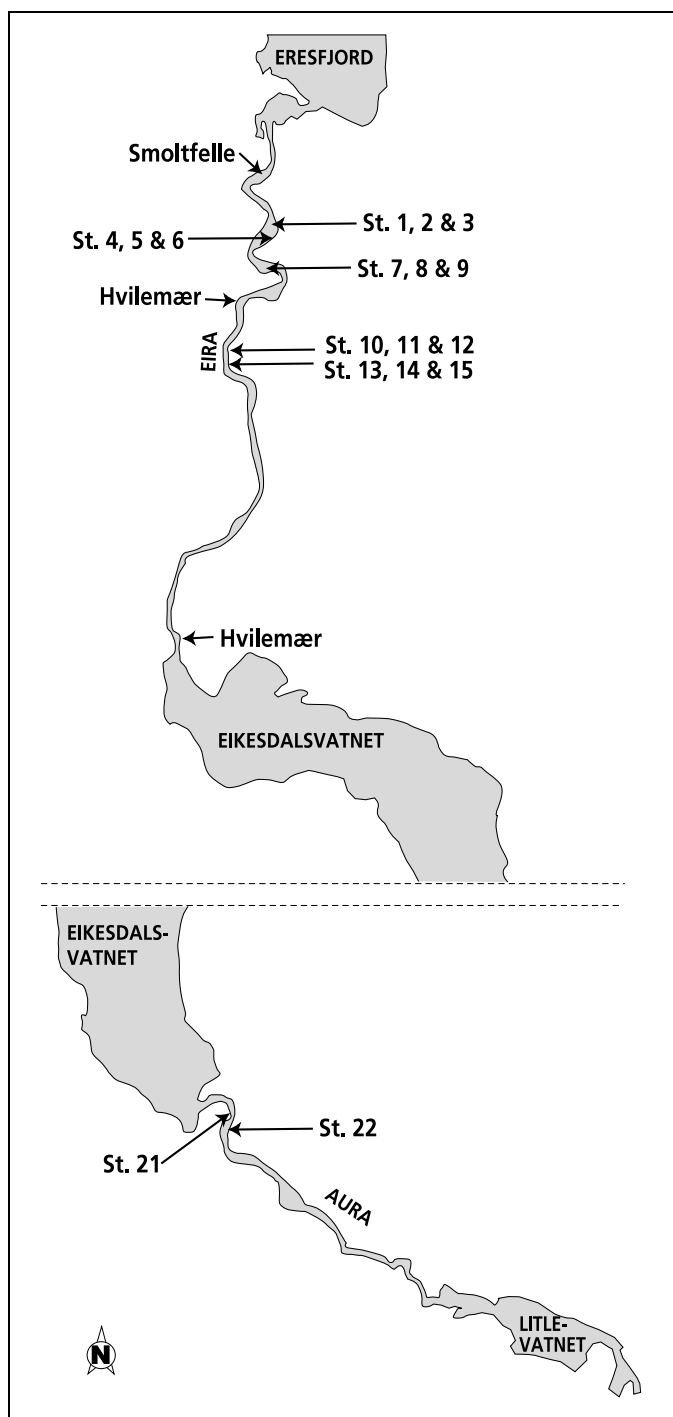 ERESFJORD
Smoltfelle
St. 1, 2 & 3
St. 4, 5 & 6
St. 7, 8 & 9
Hvilemær
EIRA
St. 10, 11 & 12
St. 13, 14 & 15
Hvilemær
EIKESDALSVATNET
EIKESDALS-
VATNET
St. 22
St. 21
AURA
LITLE-
VATNET
N